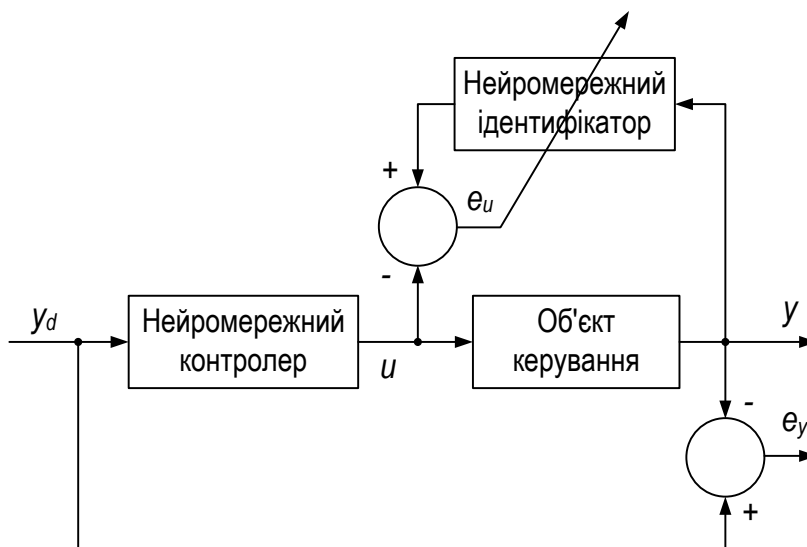 Нейромережний
ідентифікатор
+
eu
-
yd
Нейромережний
контролер
u
Об'єкт
керування
y
-
ey
+